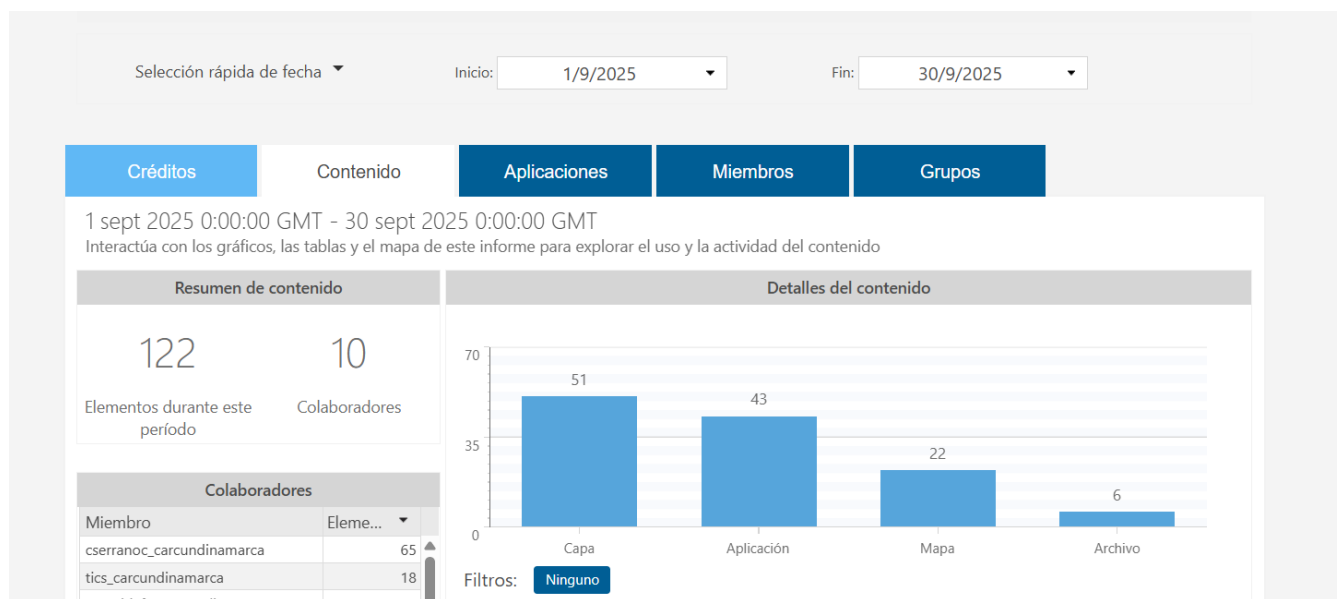 Selección rápida de fecha
Inicio: 1/9/2025
Fin: 30/9/2025
Créditos
Contenido
Aplicaciones
Miembros
Grupos
1 sept 2025 0:00:00 GMT - 30 sept 2025 0:00:00 GMT
Interactúa con los gráficos, las tablas y el mapa de este informe para explorar el uso y la actividad del contenido
Resumen de contenido
122
Elementos durante este
período
10
Colaboradores
Colaboradores
Miembro Eleme...
cserranoc_carcundinamarca 65
tics_carcundinamarca 18
Detalles del contenido
70
35
0
51
43
22
6
Capa
Aplicación
Mapa
Archivo
Filtros: Ninguno